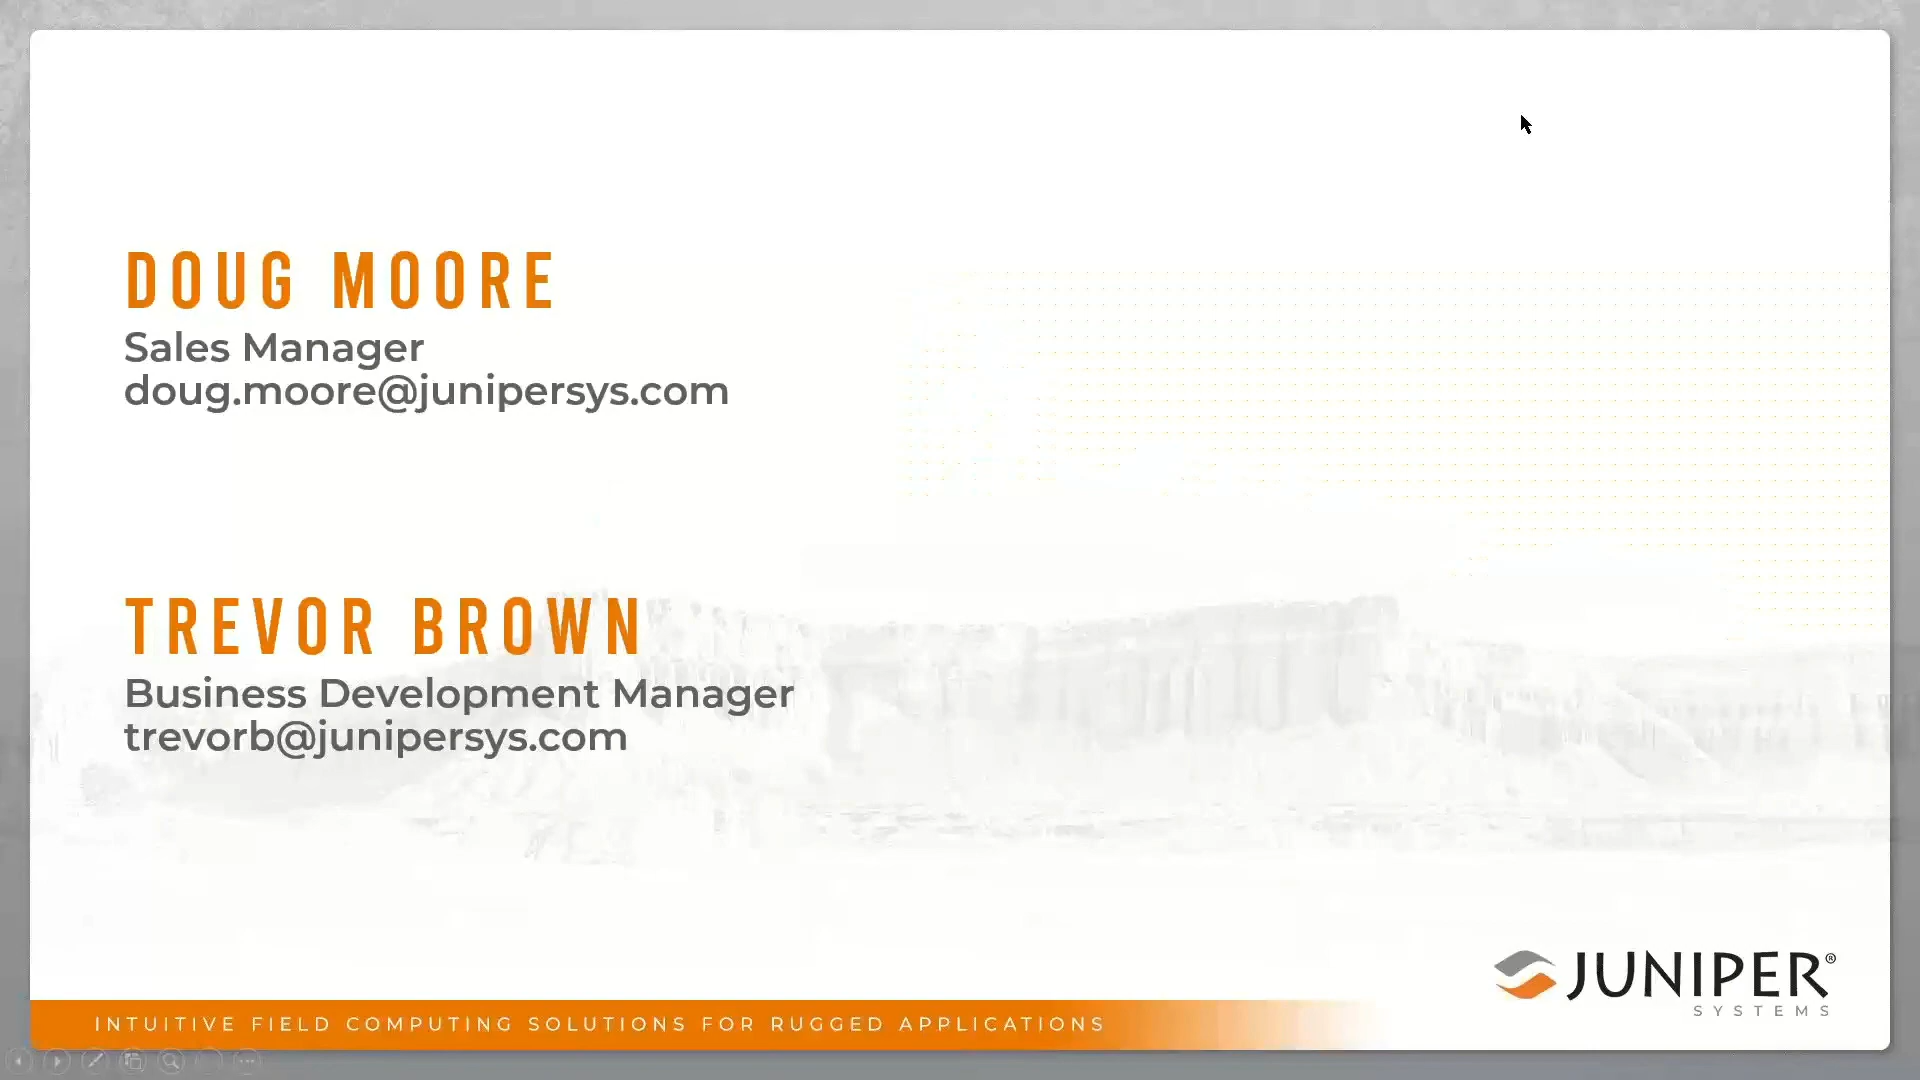 DOUG MOORE
Sales Manager
doug.moore@junipersys.com
TREVOR BROWN
Business Development Manager
trevorb@junipersys.com
JUNIPER®
SYSTEMS
INTUITIVE FIELD COMPUTING SOLUTIONS FOR RUGGED APPLICATIONS